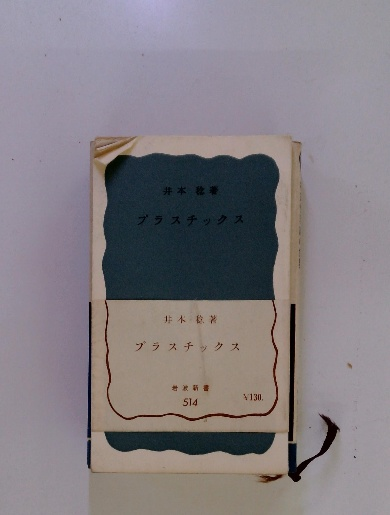 井本 稔著
プラスチックス
井本 稔著
プラスチックス
岩波新書
514
¥130.